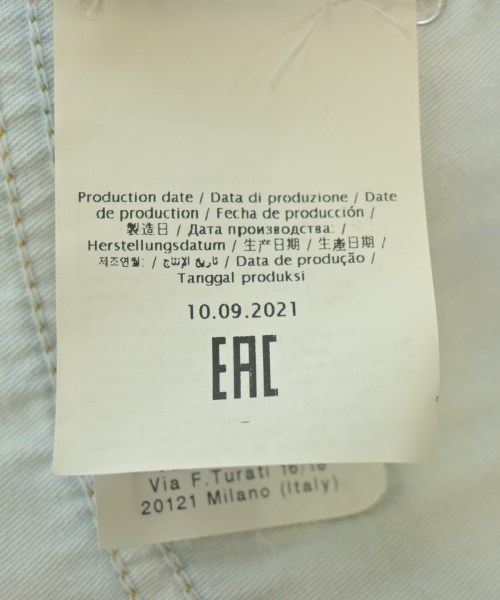 Production date / Data di produzione / Date
de production / Fecha de producción /
製造日 / Дата производства: /
Herstellungsdatum / 生产日期 / 生產日期 /
제조연월: / تاريخ الإنتاج / Data de produção /
Tanggal produksi
10.09.2021
EAC
Via F.Turati 16/18
20121 Milano (Italy)